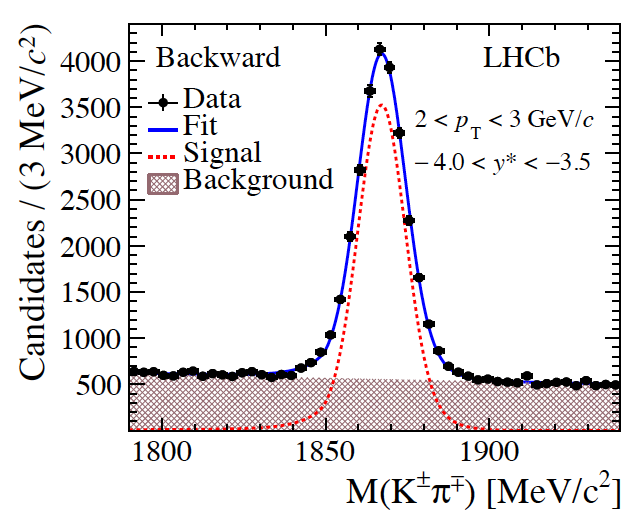 Candidates / (3 MeV/c²)
4000
3500
3000
2500
2000
1500
1000
500
Backward
LHCb
Data
Fit
Signal
Background
2 < p_T < 3 GeV/c
− 4.0 < y* < −3.5
1800
1850
1900
M(K±π∓) [MeV/c²]